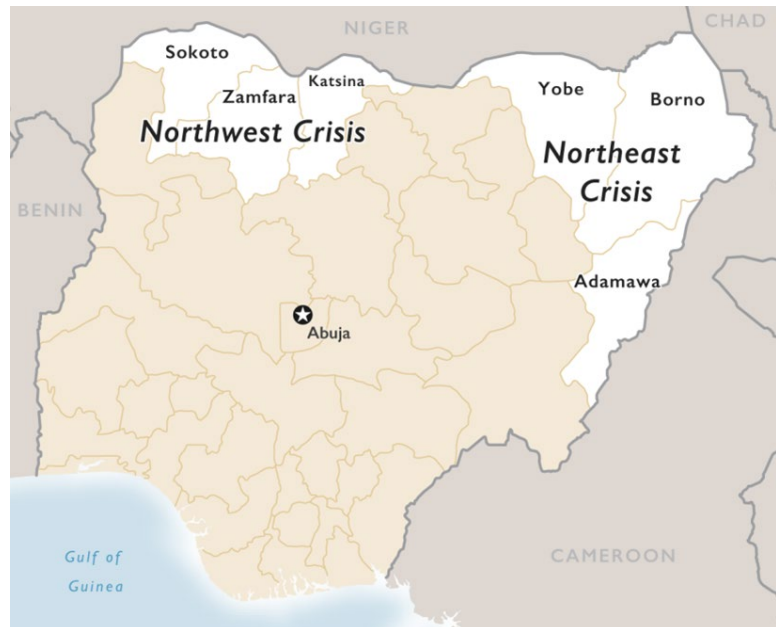 NIGER
CHAD
Sokoto
Katsina
Zamfara
Yobe
Borno
Northwest Crisis
Northeast
Crisis
BENIN
Adamawa
Abuja
Gulf of
Guinea
CAMEROON